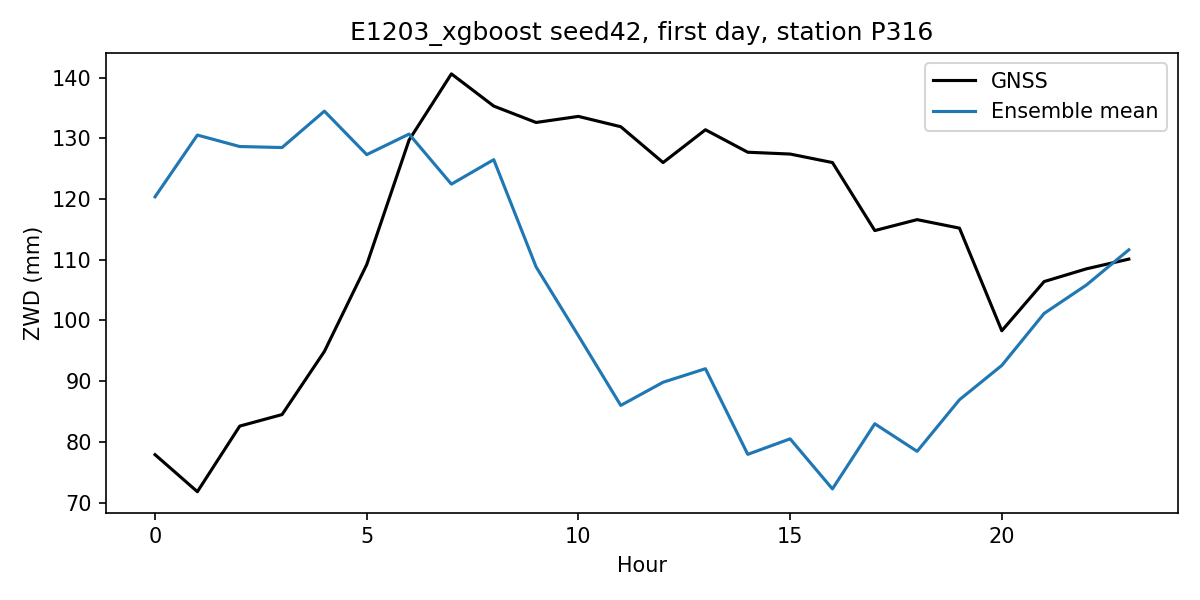 E1203_xgboost seed42, first day, station P316
GNSS
Ensemble mean
ZWD (mm)
140
130
120
110
100
90
80
70
0 5 10 15 20
Hour